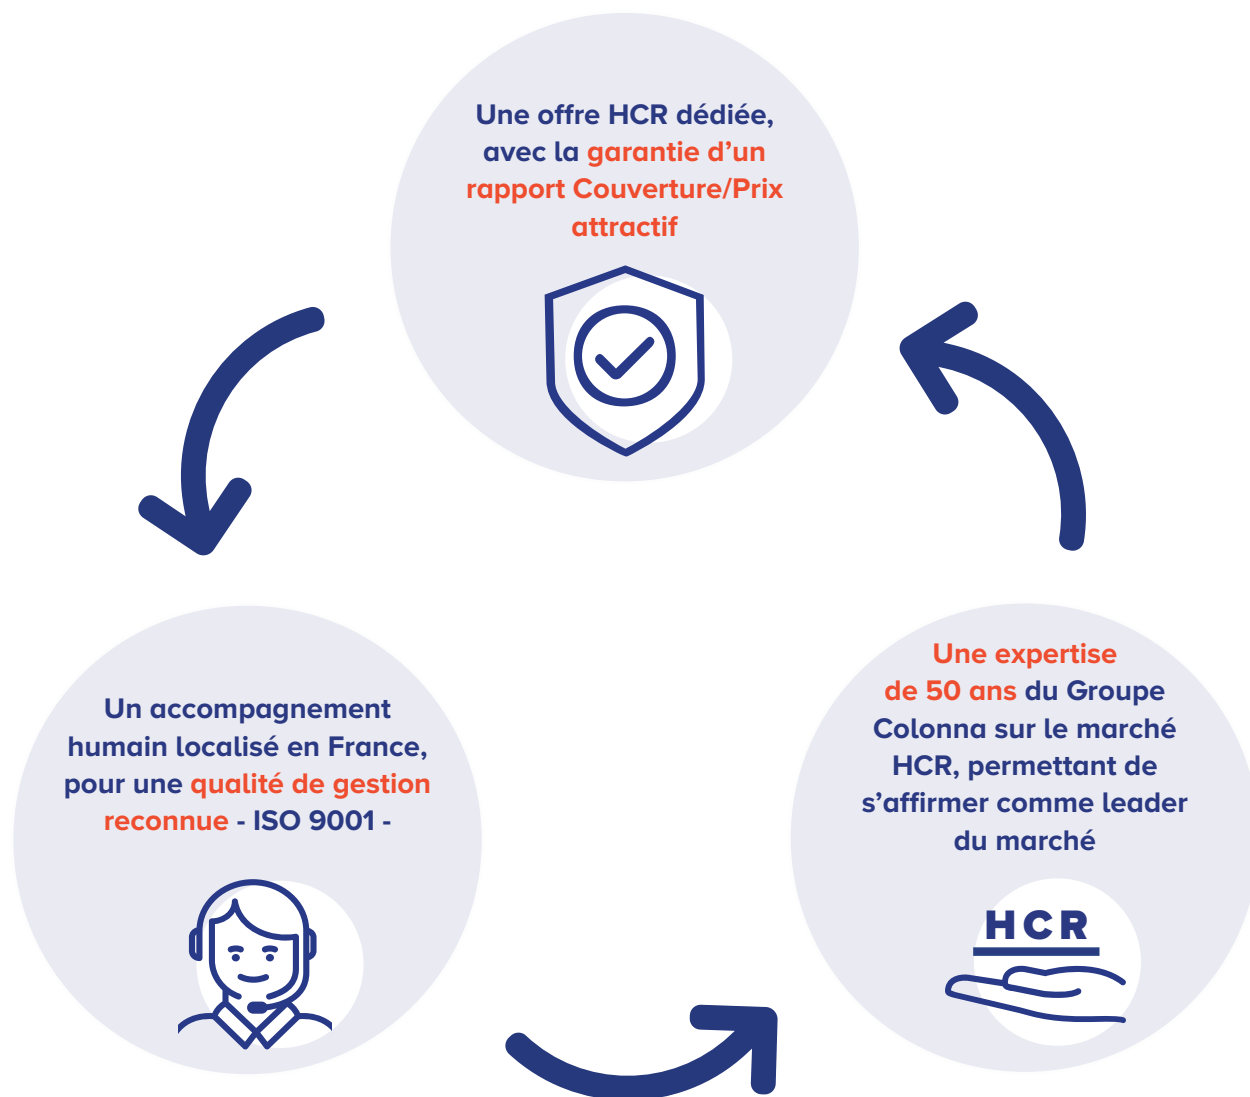 Une offre HCR dédiée,
avec la garantie d’un
rapport Couverture/Prix
attractif
Un accompagnement
humain localisé en France,
pour une qualité de gestion
reconnue - ISO 9001 -
Une expertise
de 50 ans du Groupe
Colonna sur le marché
HCR, permettant de
s’affirmer comme leader
du marché
HCR